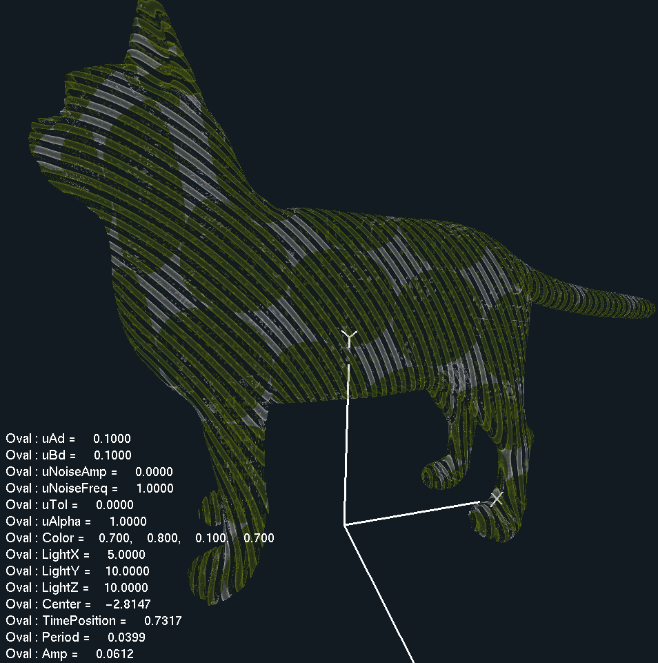 Y
X
Oval : uAd = 0.1000
Oval : uBd = 0.1000
Oval : uNoiseAmp = 0.0000
Oval : uNoiseFreq = 1.0000
Oval : uTol = 0.0000
Oval : uAlpha = 1.0000
Oval : Color = 0.700, 0.800, 0.100, 0.700
Oval : LightX = 5.0000
Oval : LightY = 10.0000
Oval : LightZ = 10.0000
Oval : Center = −2.8147
Oval : TimePosition = 0.7317
Oval : Period = 0.0399
Oval : Amp = 0.0612